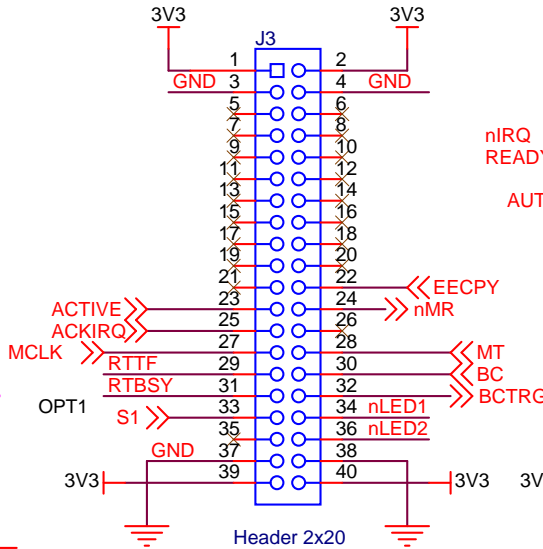 3V3 3V3
J3
1 2
GND 3 4 GND
5 6
7 8
nIRQ
9 10
READY
11 12
13 14
AUT
15 16
17 18
19 20
21 22
EECPY
ACTIVE 23 24 nMR
ACKIRQ 25 26
MCLK 27 28 MT
RTTF 29 30 BC
RTBSY 31 32 BCTRG
OPT1 S1 33 34 nLED1
35 36 nLED2
GND 37 38
3V3 39 40 3V3 3V
Header 2x20